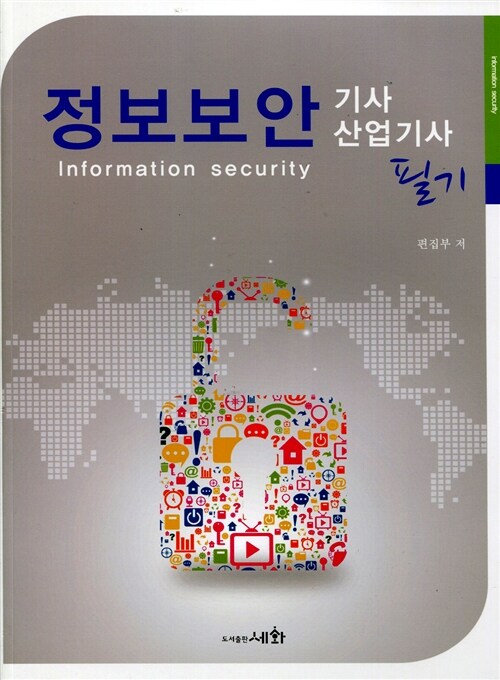 information security
정보보안 기사
산업기사
Information security
필기
편집부 저
도서출판 세화